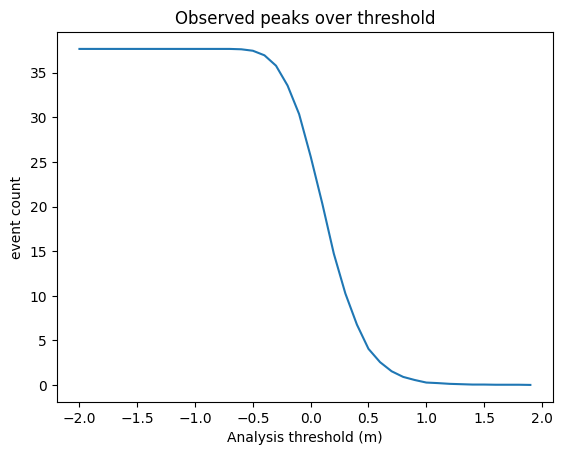 Observed peaks over threshold
event count
35
30
25
20
15
10
5
0
−2.0 −1.5 −1.0 −0.5 0.0 0.5 1.0 1.5 2.0
Analysis threshold (m)